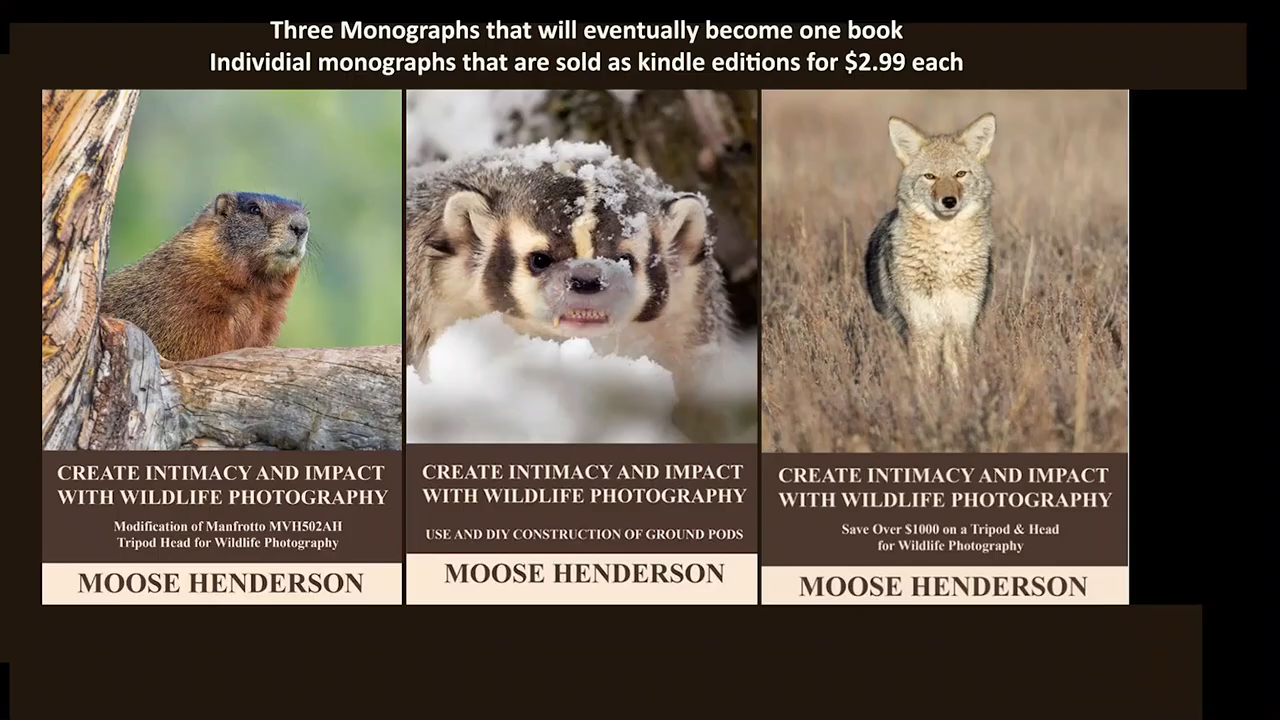 Three Monographs that will eventually become one book
Individial monographs that are sold as kindle editions for $2.99 each
CREATE INTIMACY AND IMPACT
WITH WILDLIFE PHOTOGRAPHY
Modification of Manfrotto MVH502AH
Tripod Head for Wildlife Photography
MOOSE HENDERSON
CREATE INTIMACY AND IMPACT
WITH WILDLIFE PHOTOGRAPHY
USE AND DIY CONSTRUCTION OF GROUND PODS
MOOSE HENDERSON
CREATE INTIMACY AND IMPACT
WITH WILDLIFE PHOTOGRAPHY
Save Over $1000 on a Tripod & Head
for Wildlife Photography
MOOSE HENDERSON